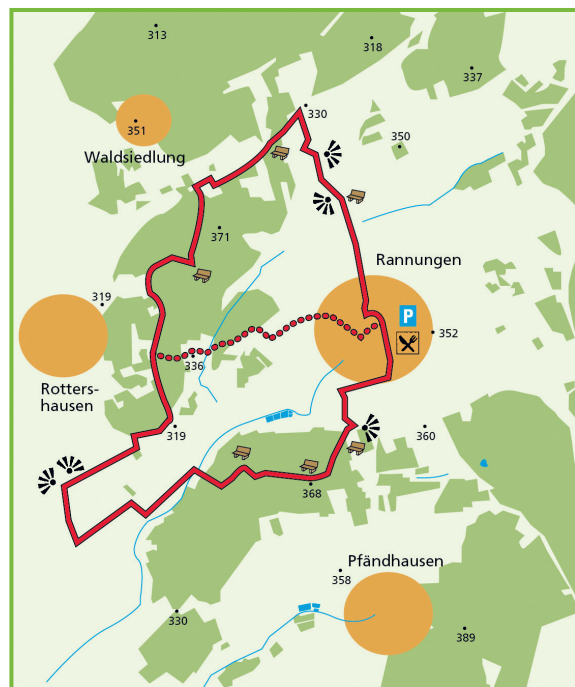 313
318
337
330
351
Waldsiedlung
350
371
Rannungen
319
P
352
336
Rotters-
hausen
319
360
368
Pfändhausen
358
330
389